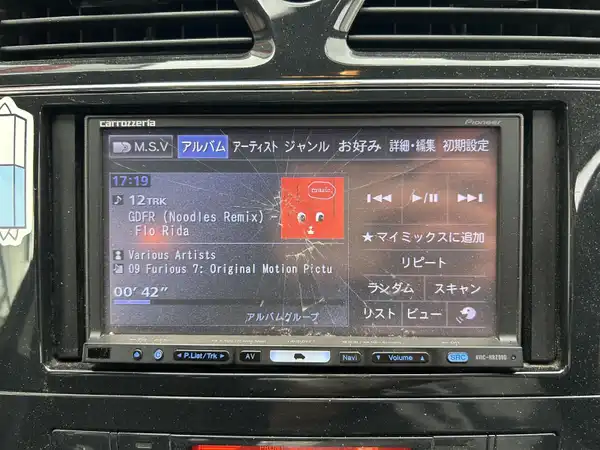 carrozzeria
Pioneer
M.S.V アルバム アーティスト ジャンル お好み 詳細・編集 初期設定
17:19
12 TRK
GDFR (Noodles Remix) -
Flo Rida
music.
Various Artists
09 Furious 7: Original Motion Pictu
00' 42"
アルバムグループ
★マイミックスに追加
リピート
ランダム スキャン
リスト ビュー
P.List/Trk AV Navi Volume SRC